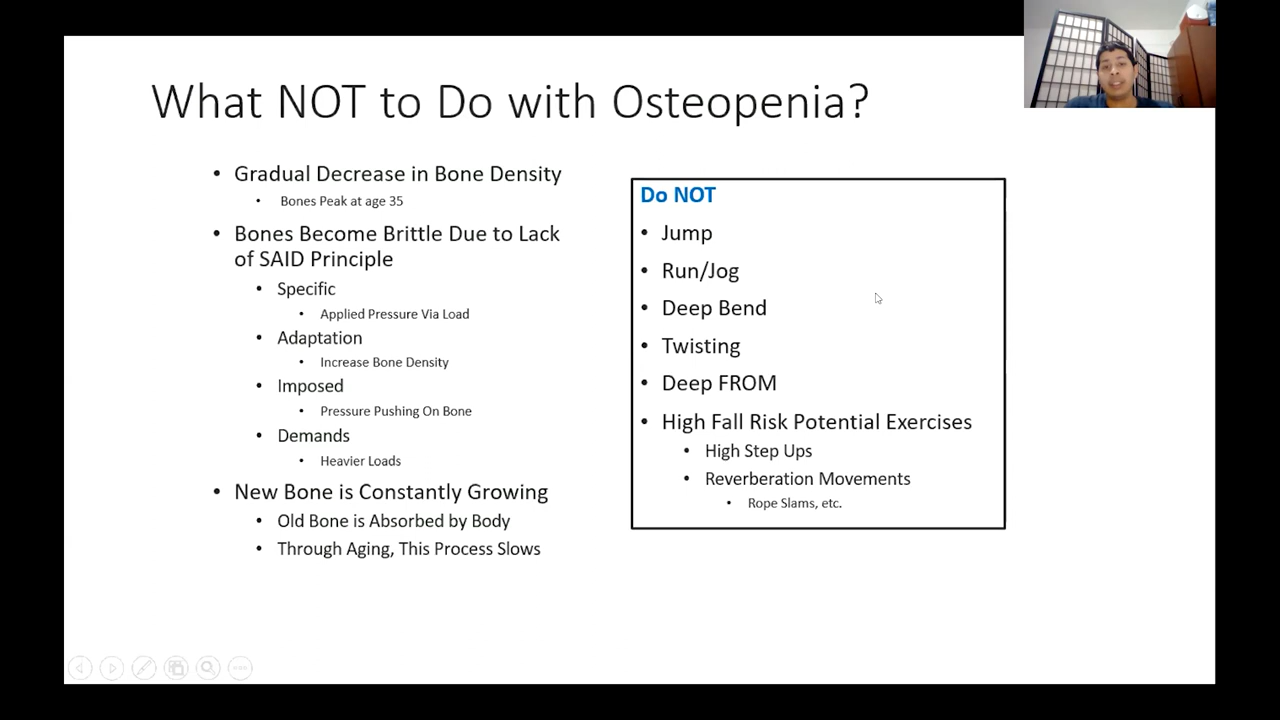 What NOT to Do with Osteopenia?
• Gradual Decrease in Bone Density
• Bones Peak at age 35
• Bones Become Brittle Due to Lack
of SAID Principle
• Specific
• Applied Pressure Via Load
• Adaptation
• Increase Bone Density
• Imposed
• Pressure Pushing On Bone
• Demands
• Heavier Loads
• New Bone is Constantly Growing
• Old Bone is Absorbed by Body
• Through Aging, This Process Slows
Do NOT
• Jump
• Run/Jog
• Deep Bend
• Twisting
• Deep FROM
• High Fall Risk Potential Exercises
• High Step Ups
• Reverberation Movements
• Rope Slams, etc.